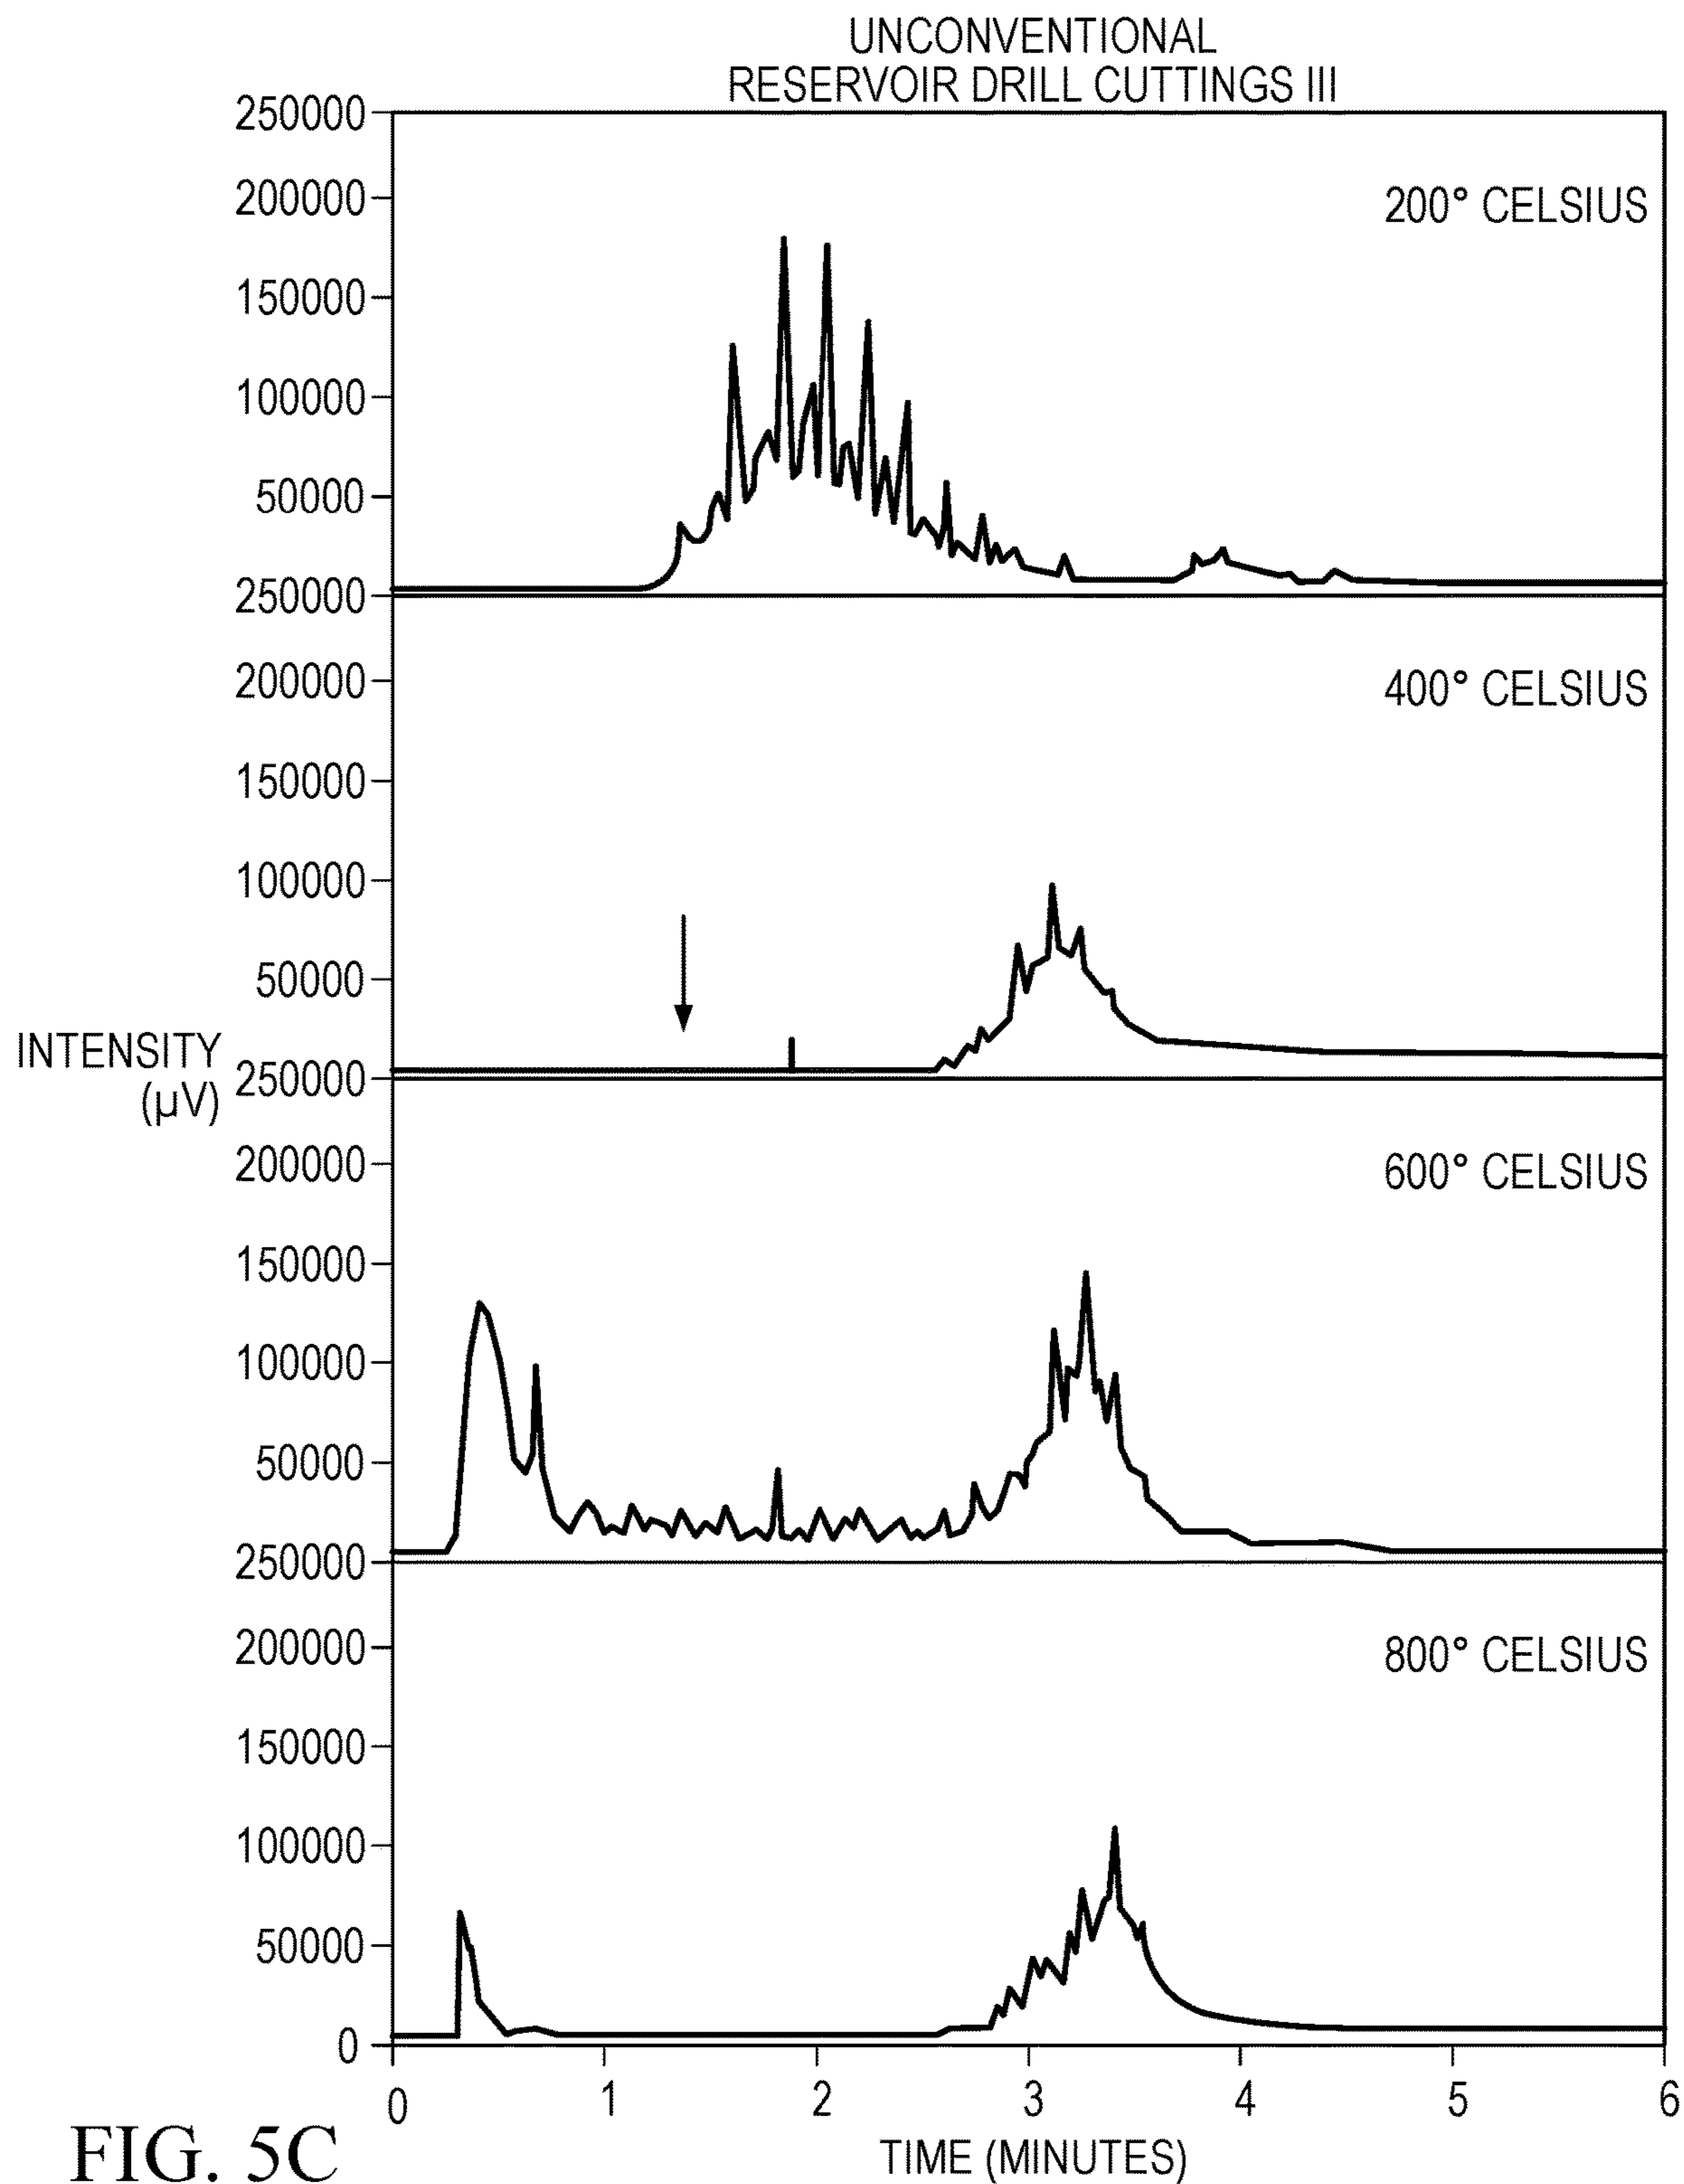 UNCONVENTIONAL
RESERVOIR DRILL CUTTINGS III
250000
200000
150000
100000
50000
200° CELSIUS
250000
200000
150000
100000
50000
400° CELSIUS
INTENSITY
(µV)
250000
200000
150000
100000
50000
600° CELSIUS
250000
200000
150000
100000
50000
0
800° CELSIUS
0 1 2 3 4 5 6
TIME (MINUTES)
FIG. 5C